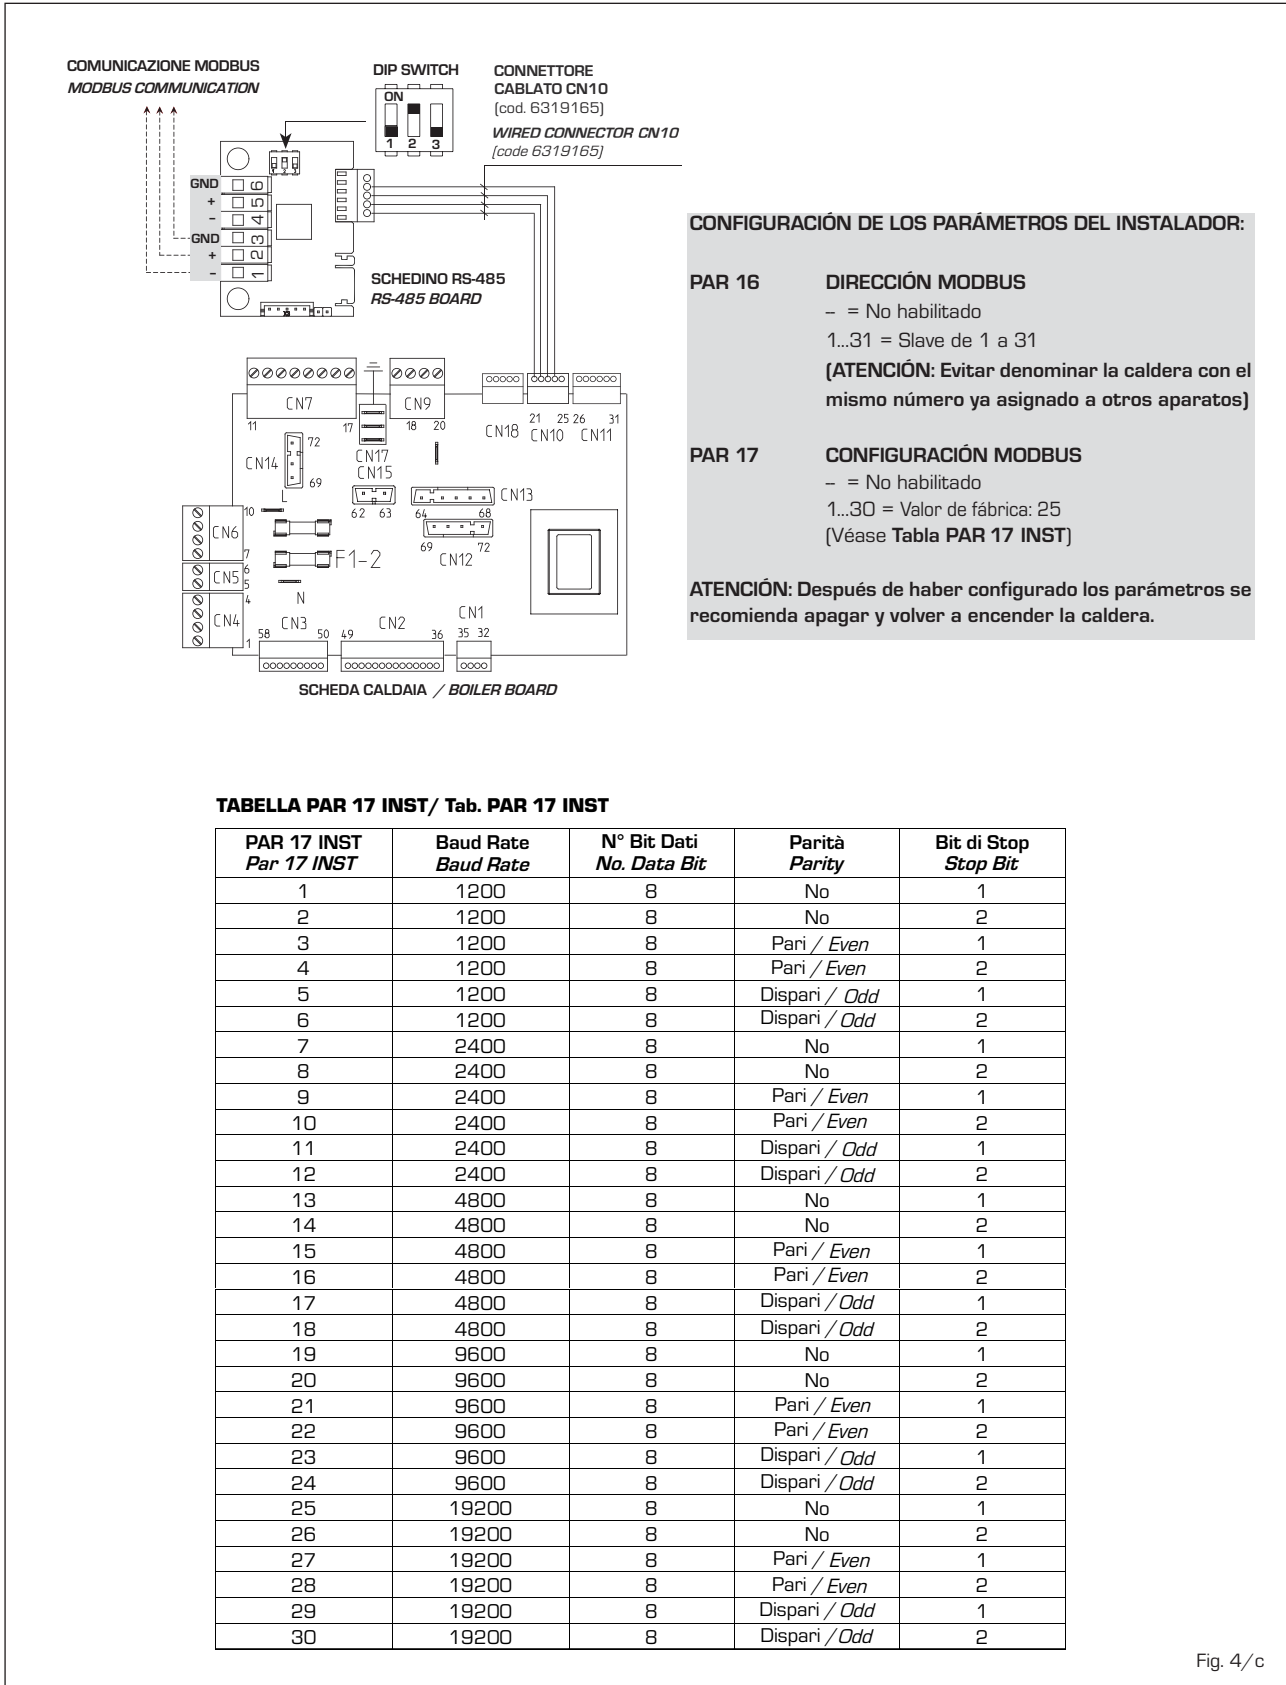 COMUNICAZIONE MODBUS
MODBUS COMMUNICATION
DIP SWITCH
ON
1 2 3
CONNETTORE
CABLATO CN10
(cod. 6319165)
WIRED CONNECTOR CN10
(code 6319165)
1 2 3
GND 6
+ 5
- 4
GND 3
+ 2
- 1
SCHEDINO RS-485
RS-485 BOARD
CN7
11 17
CN9
18 20
CN18
21 25
CN10
26 31
CN11
CN17
CN15
62 63
CN14
72
69
CN13
64 68
69 72
CN12
L
F1-2
N
10
CN6
7
6
CN5
5
4
CN4
1
CN3
58 50
CN2
49 36
CN1
35 32
SCHEDA CALDAIA / BOILER BOARD
CONFIGURACIÓN DE LOS PARÁMETROS DEL INSTALADOR:
PAR 16 DIRECCIÓN MODBUS
– = No habilitado
1...31 = Slave de 1 a 31
(ATENCIÓN: Evitar denominar la caldera con el
mismo número ya asignado a otros aparatos)
PAR 17 CONFIGURACIÓN MODBUS
– = No habilitado
1...30 = Valor de fábrica: 25
(Véase Tabla PAR 17 INST)
ATENCIÓN: Después de haber configurado los parámetros se
recomienda apagar y volver a encender la caldera.
TABELLA PAR 17 INST/ Tab. PAR 17 INST
PAR 17 INST Baud Rate N° Bit Dati Parità Bit di Stop
Par 17 INST Baud Rate No. Data Bit Parity Stop Bit
1 1200 8 No 1
2 1200 8 No 2
3 1200 8 Pari / Even 1
4 1200 8 Pari / Even 2
5 1200 8 Dispari / Odd 1
6 1200 8 Dispari / Odd 2
7 2400 8 No 1
8 2400 8 No 2
9 2400 8 Pari / Even 1
10 2400 8 Pari / Even 2
11 2400 8 Dispari / Odd 1
12 2400 8 Dispari / Odd 2
13 4800 8 No 1
14 4800 8 No 2
15 4800 8 Pari / Even 1
16 4800 8 Pari / Even 2
17 4800 8 Dispari / Odd 1
18 4800 8 Dispari / Odd 2
19 9600 8 No 1
20 9600 8 No 2
21 9600 8 Pari / Even 1
22 9600 8 Pari / Even 2
23 9600 8 Dispari / Odd 1
24 9600 8 Dispari / Odd 2
25 19200 8 No 1
26 19200 8 No 2
27 19200 8 Pari / Even 1
28 19200 8 Pari / Even 2
29 19200 8 Dispari / Odd 1
30 19200 8 Dispari / Odd 2
Fig. 4/c